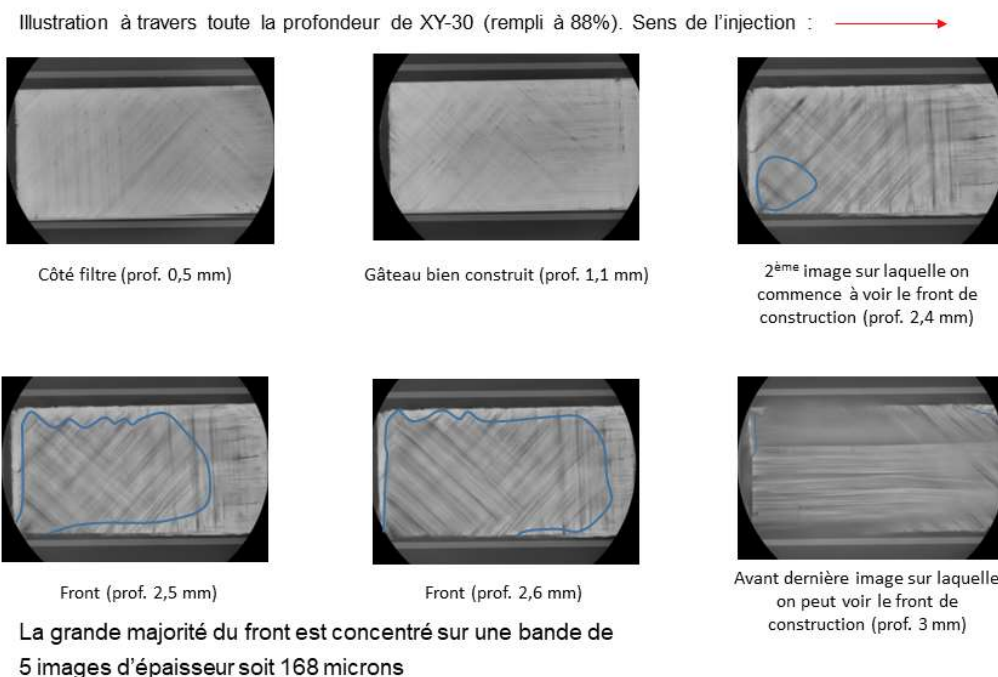 Illustration à travers toute la profondeur de XY-30 (rempli à 88%). Sens de l'injection :
Côté filtre (prof. 0,5 mm)
Gâteau bien construit (prof. 1,1 mm)
2ème image sur laquelle on
commence à voir le front de
construction (prof. 2,4 mm)
Front (prof. 2,5 mm)
Front (prof. 2,6 mm)
Avant dernière image sur laquelle
on peut voir le front de
construction (prof. 3 mm)
La grande majorité du front est concentré sur une bande de
5 images d'épaisseur soit 168 microns